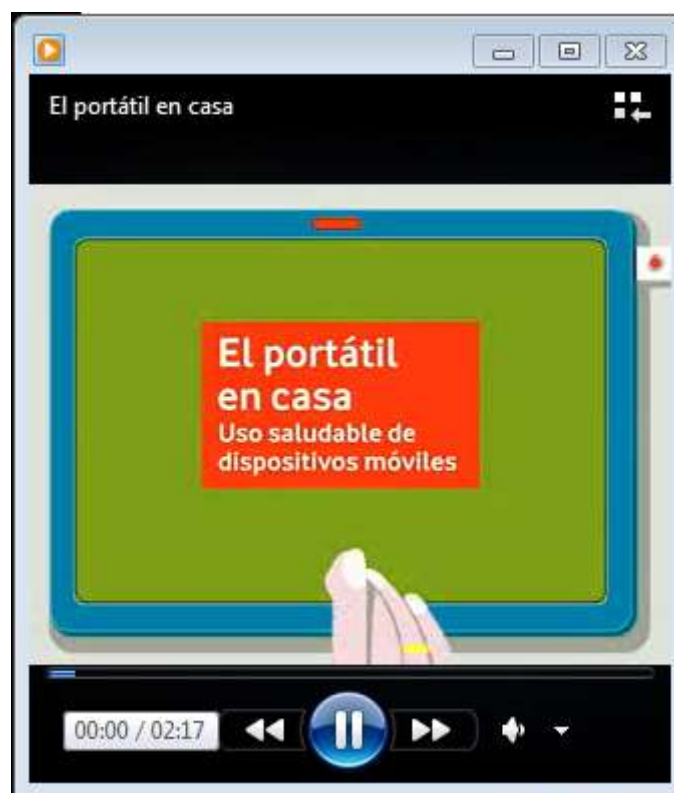 El portátil en casa
El portátil
en casa
Uso saludable de
dispositivos móviles
00:00 / 02:17